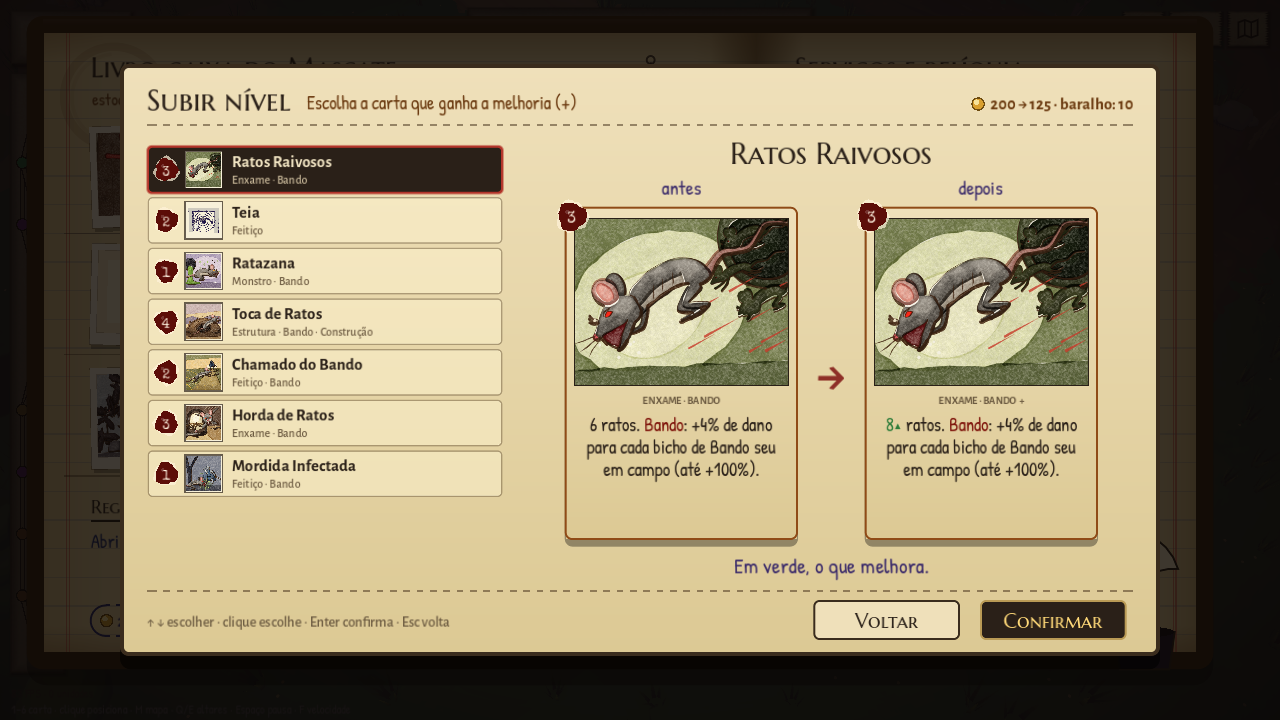 SUBIR NÍVEL Escolha a carta que ganha a melhoria (+)
200→125 · baralho: 10
3 Ratos Raivosos
Enxame · Bando
2 Teia
Feitiço
1 Ratazana
Monstro · Bando
4 Toca de Ratos
Estrutura · Bando · Construção
2 Chamado do Bando
Feitiço · Bando
3 Horda de Ratos
Enxame · Bando
1 Mordida Infectada
Feitiço · Bando
RATOS RAIVOSOS
antes
3
ENXAME · BANDO
6 ratos. Bando: +4% de dano
para cada bicho de Bando seu
em campo (até +100%).
→
depois
3
ENXAME · BANDO +
8▲ ratos. Bando: +4% de dano
para cada bicho de Bando seu
em campo (até +100%).
Em verde, o que melhora.
↑ ↓ escolher · clique escolhe · Enter confirma · Esc volta
VOLTAR
CONFIRMAR